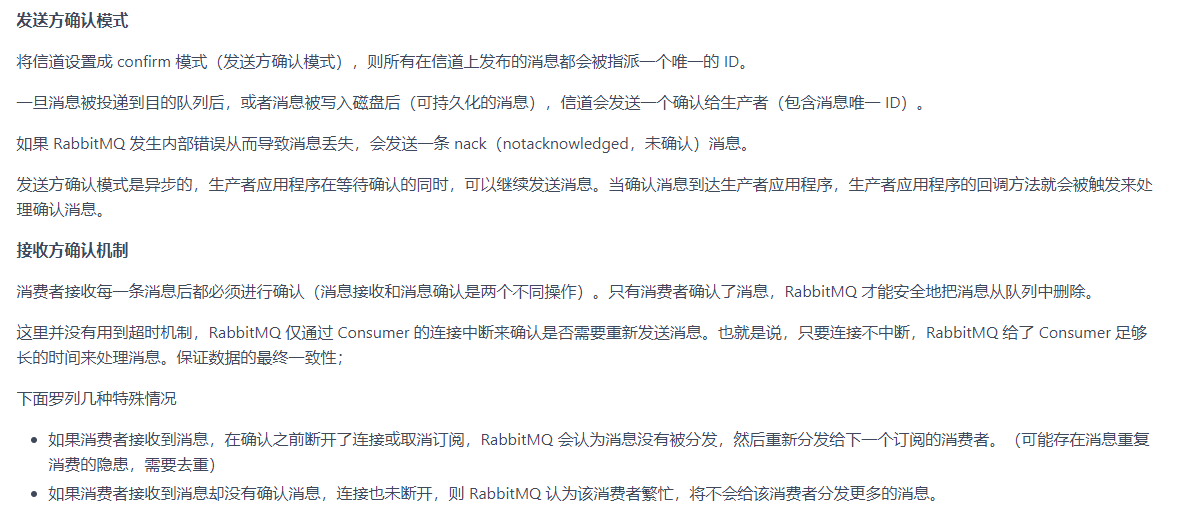 发送方确认模式
将信道设置成 confirm 模式（发送方确认模式），则所有在信道上发布的消息都会被指派一个唯一的 ID。
一旦消息被投递到目的队列后，或者消息被写入磁盘后（可持久化的消息），信道会发送一个确认给生产者（包含消息唯一 ID）。
如果 RabbitMQ 发生内部错误从而导致消息丢失，会发送一条 nack（notacknowledged，未确认）消息。
发送方确认模式是异步的，生产者应用程序在等待确认的同时，可以继续发送消息。当确认消息到达生产者应用程序，生产者应用程序的回调方法就会被触发来处
理确认消息。
接收方确认机制
消费者接收每一条消息后都必须进行确认（消息接收和消息确认是两个不同操作）。只有消费者确认了消息，RabbitMQ 才能安全地把消息从队列中删除。
这里并没有用到超时机制，RabbitMQ 仅通过 Consumer 的连接中断来确认是否需要重新发送消息。也就是说，只要连接不中断，RabbitMQ 给了 Consumer 足够
长的时间来处理消息。保证数据的最终一致性；
下面罗列几种特殊情况
• 如果消费者接收到消息，在确认之前断开了连接或取消订阅，RabbitMQ 会认为消息没有被分发，然后重新分发给下一个订阅的消费者。（可能存在消息重复
消费的隐患，需要去重）
• 如果消费者接收到消息却没有确认消息，连接也未断开，则 RabbitMQ 认为该消费者繁忙，将不会给该消费者分发更多的消息。